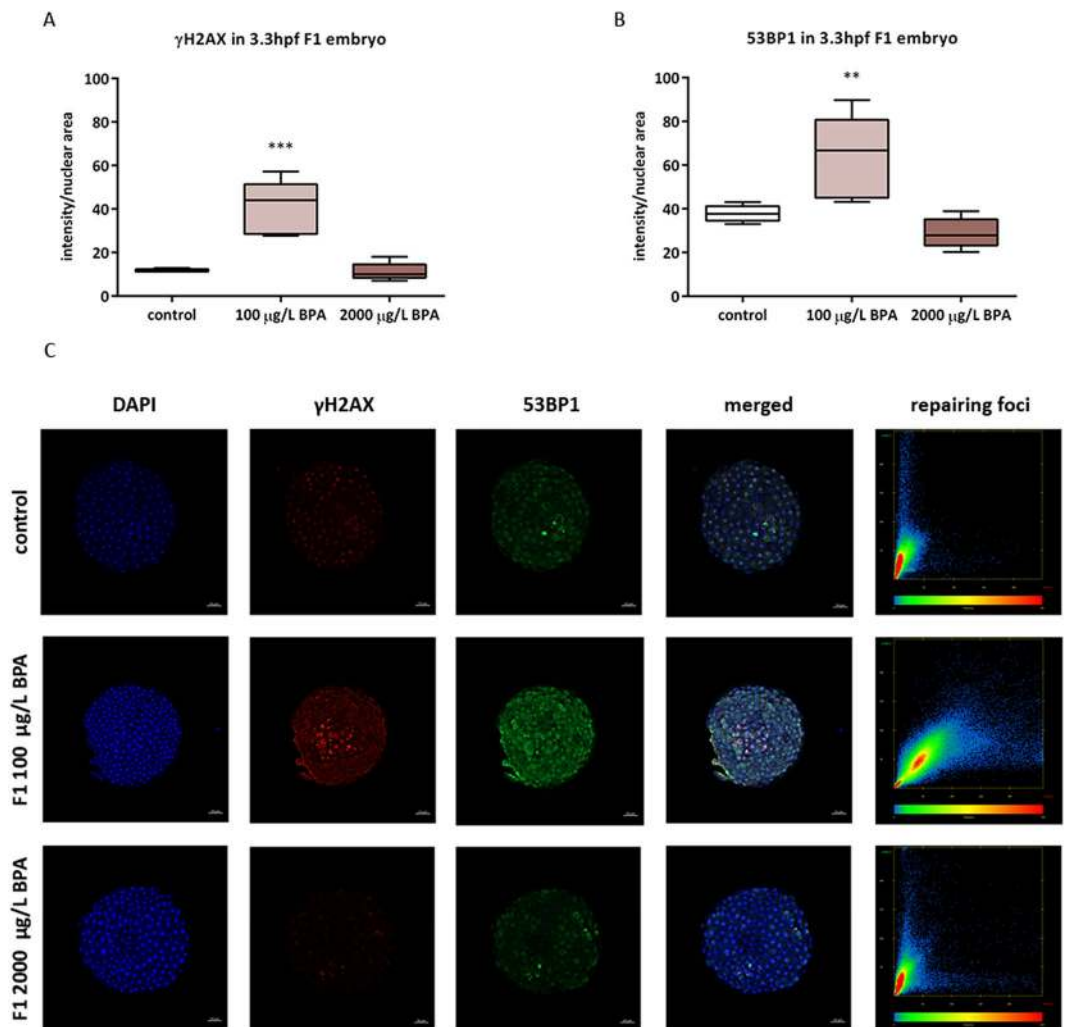 A
γH2AX in 3.3hpf F1 embryo
intensity/nuclear area
100
80
60
40
20
0
***
control
100 μg/L BPA
2000 μg/L BPA
B
53BP1 in 3.3hpf F1 embryo
intensity/nuclear area
100
80
60
40
20
0
**
control
100 μg/L BPA
2000 μg/L BPA
C
DAPI
γH2AX
53BP1
merged
repairing foci
control
F1 100 μg/L BPA
F1 2000 μg/L BPA